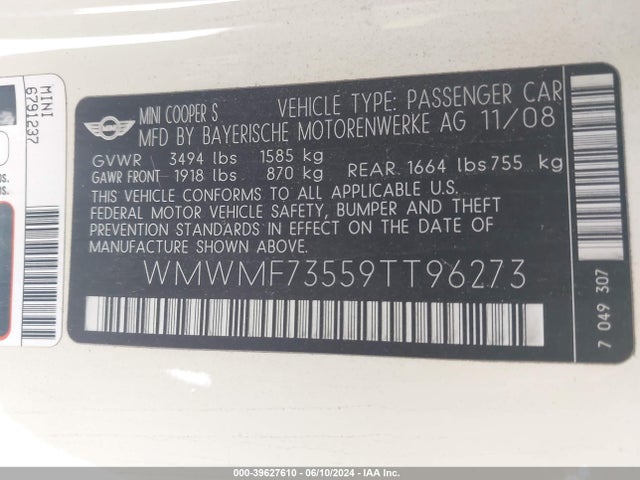 MINI
6791237
MINI COOPER S
VEHICLE TYPE: PASSENGER CAR
MFD BY BAYERISCHE MOTORENWERKE AG 11/08
GVWR 3494 lbs 1585 kg
GAWR FRONT 1918 lbs 870 kg REAR 1664 lbs 755 kg
THIS VEHICLE CONFORMS TO ALL APPLICABLE U.S.
FEDERAL MOTOR VEHICLE SAFETY, BUMPER AND THEFT
PREVENTION STANDARDS IN EFFECT ON THE DATE OF
MANUFACTURE SHOWN ABOVE.
WMWMF73559TT96273
7 049 307
000-39627610 - 06/10/2024 - IAA Inc.